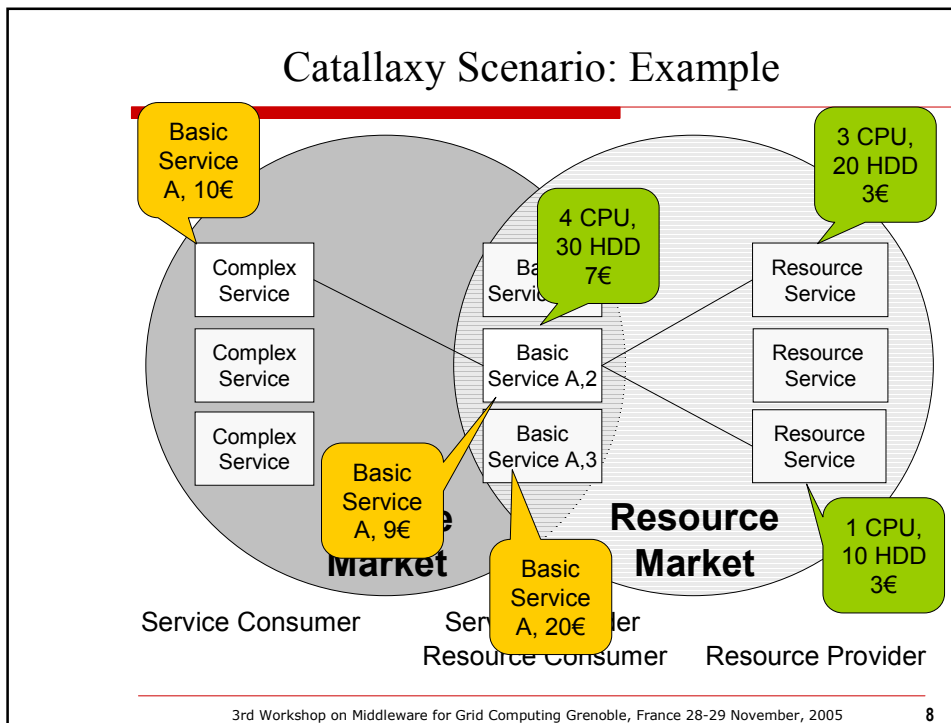 Catallaxy Scenario: Example
Basic
Service
A, 10€
3 CPU,
20 HDD
3€
4 CPU,
30 HDD
7€
Complex
Service
Complex
Service
Complex
Service
Basic
Service A,2
Basic
Service A,3
Resource
Service
Resource
Service
Resource
Service
Basic
Service
A, 9€
Basic
Service
A, 20€
1 CPU,
10 HDD
3€
Market
Resource
Market
Service Consumer
Resource Consumer
Resource Provider
3rd Workshop on Middleware for Grid Computing Grenoble, France 28-29 November, 2005
8